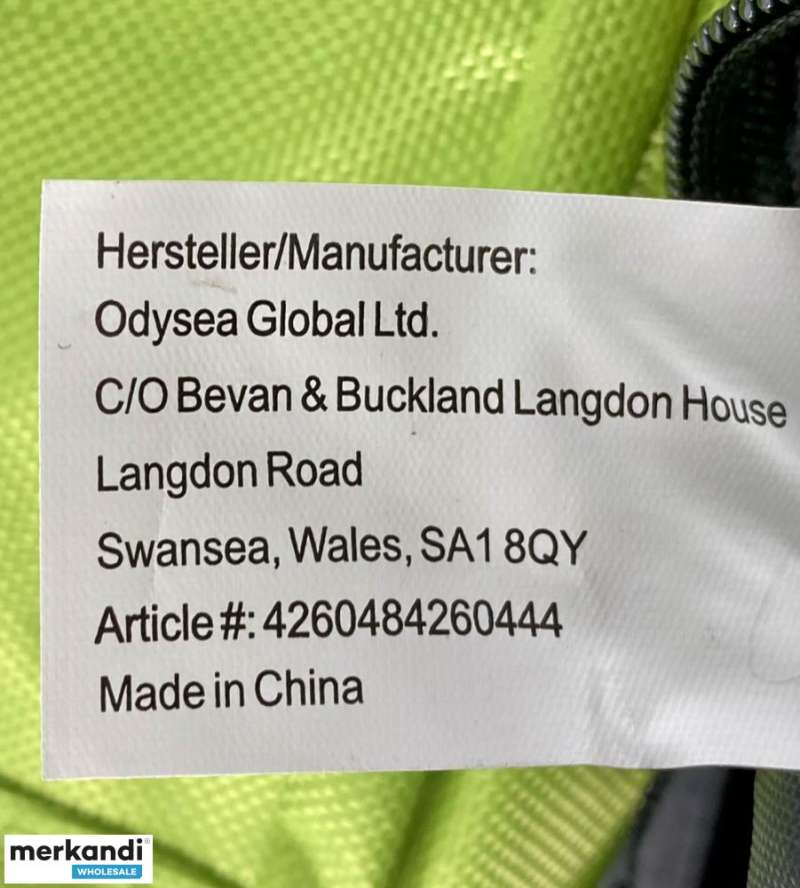 Hersteller/Manufacturer:
Odysea Global Ltd.
C/O Bevan & Buckland Langdon House
Langdon Road
Swansea, Wales, SA1 8QY
Article #: 4260484260444
Made in China
merkandi®
WHOLESALE